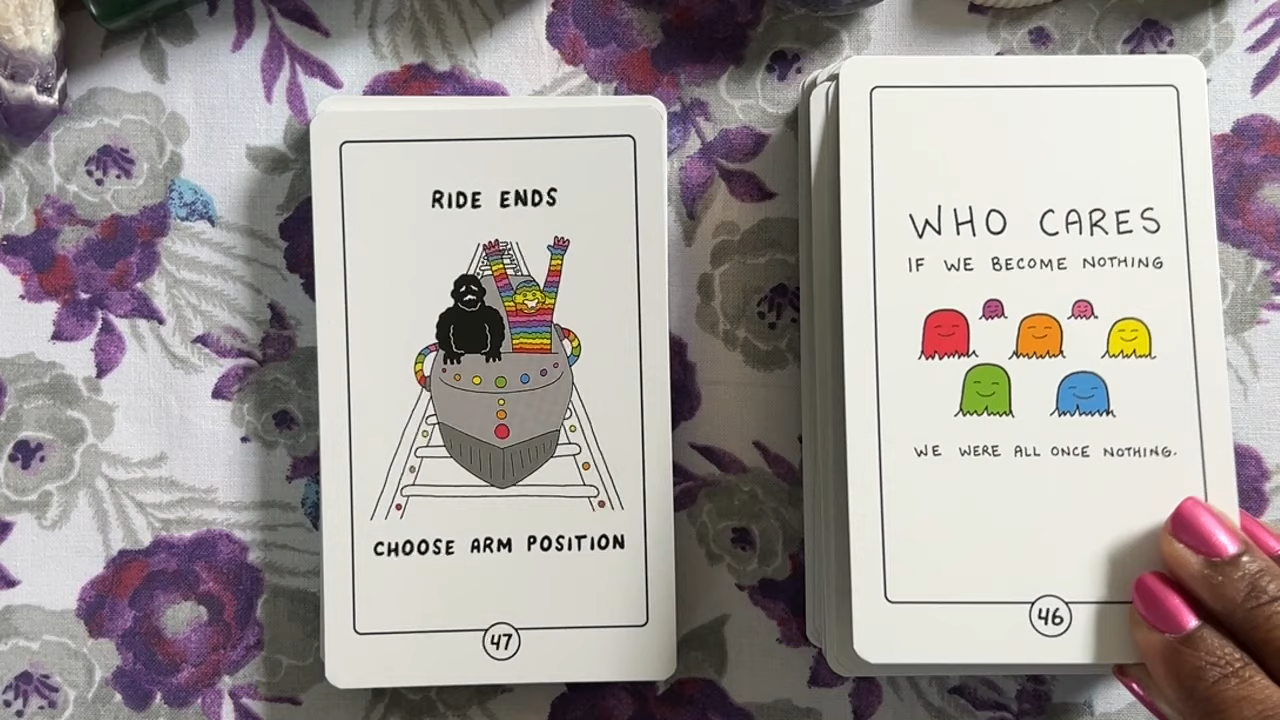 RIDE ENDS
CHOOSE ARM POSITION
47
WHO CARES
IF WE BECOME NOTHING
WE WERE ALL ONCE NOTHING.
46